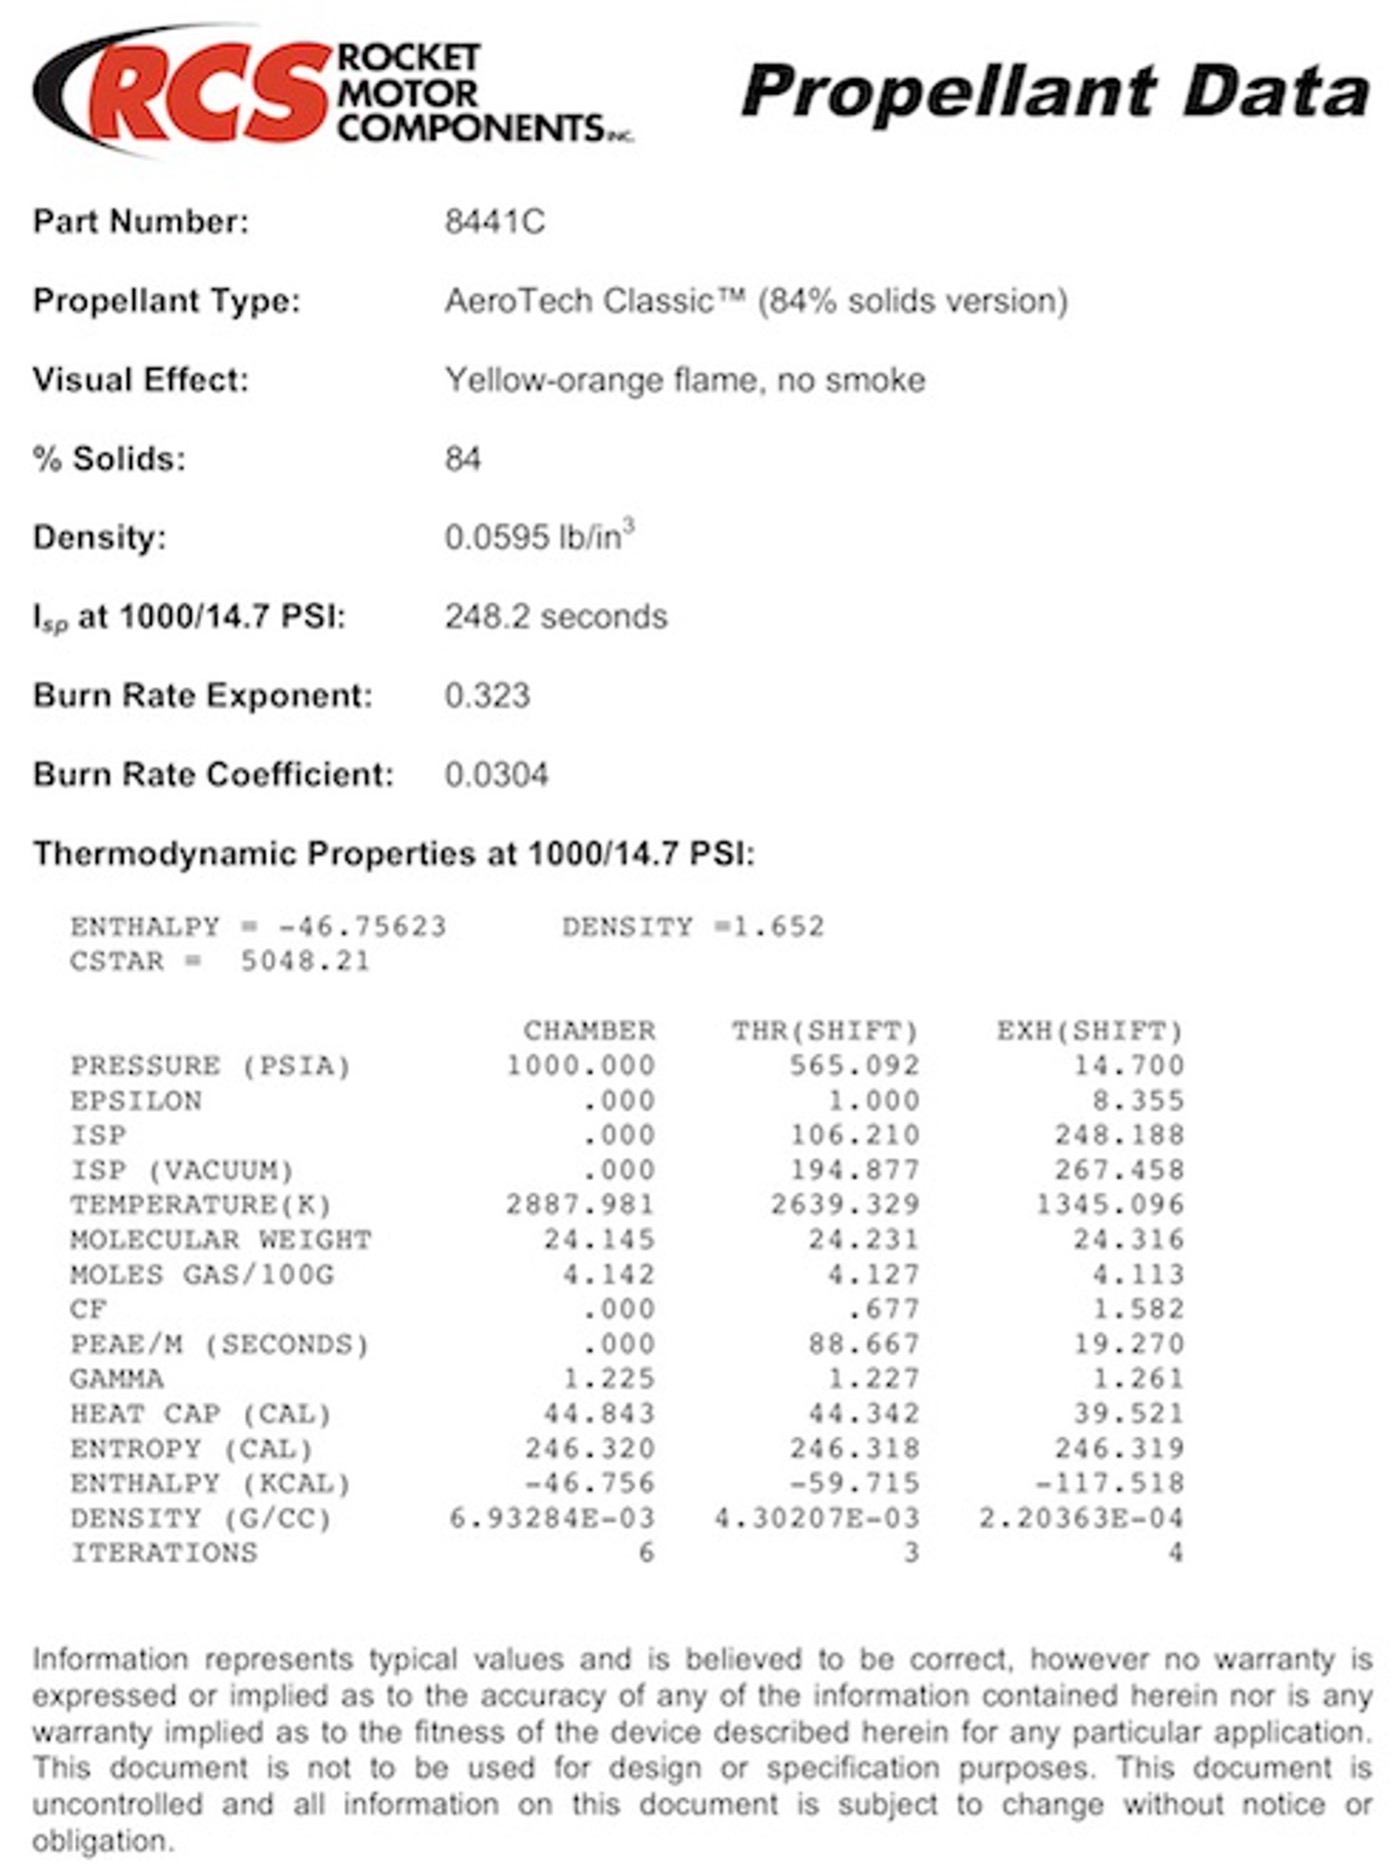 RCS ROCKET MOTOR COMPONENTS INC.
Propellant Data
Part Number: 8441C
Propellant Type: AeroTech Classic™ (84% solids version)
Visual Effect: Yellow-orange flame, no smoke
% Solids: 84
Density: 0.0595 lb/in³
Isp at 1000/14.7 PSI: 248.2 seconds
Burn Rate Exponent: 0.323
Burn Rate Coefficient: 0.0304
Thermodynamic Properties at 1000/14.7 PSI:
ENTHALPY = -46.75623 DENSITY =1.652
CSTAR = 5048.21
CHAMBER THR(SHIFT) EXH(SHIFT)
PRESSURE (PSIA) 1000.000 565.092 14.700
EPSILON .000 1.000 8.355
ISP .000 106.210 248.188
ISP (VACUUM) .000 194.877 267.458
TEMPERATURE(K) 2887.981 2639.329 1345.096
MOLECULAR WEIGHT 24.145 24.231 24.316
MOLES GAS/100G 4.142 4.127 4.113
CF .000 .677 1.582
PEAE/M (SECONDS) .000 88.667 19.270
GAMMA 1.225 1.227 1.261
HEAT CAP (CAL) 44.843 44.342 39.521
ENTROPY (CAL) 246.320 246.318 246.319
ENTHALPY (KCAL) -46.756 -59.715 -117.518
DENSITY (G/CC) 6.93284E-03 4.30207E-03 2.20363E-04
ITERATIONS 6 3 4
Information represents typical values and is believed to be correct, however no warranty is
expressed or implied as to the accuracy of any of the information contained herein nor is any
warranty implied as to the fitness of the device described herein for any particular application.
This document is not to be used for design or specification purposes. This document is
uncontrolled and all information on this document is subject to change without notice or
obligation.